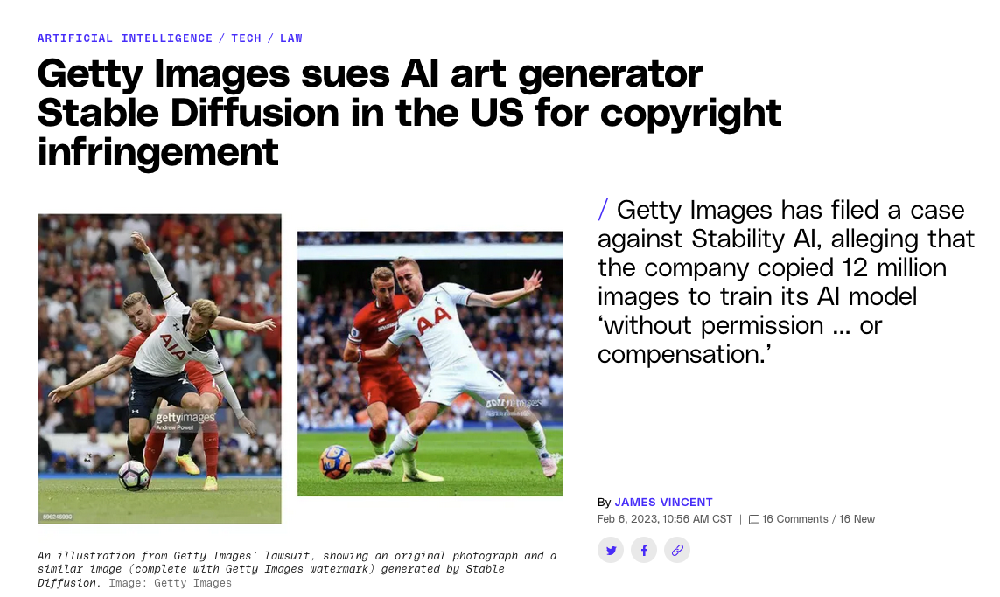 ARTIFICIAL INTELLIGENCE / TECH / LAW
Getty Images sues AI art generator
Stable Diffusion in the US for copyright
infringement
/ Getty Images has filed a case
against Stability AI, alleging that
the company copied 12 million
images to train its AI model
‘without permission ... or
compensation.’
AIA
gettyimages
Andrew Powell
596246930
AA
By JAMES VINCENT
Feb 6, 2023, 10:56 AM CST | 16 Comments / 16 New
An illustration from Getty Images’ lawsuit, showing an original photograph and a
similar image (complete with Getty Images watermark) generated by Stable
Diffusion. Image: Getty Images